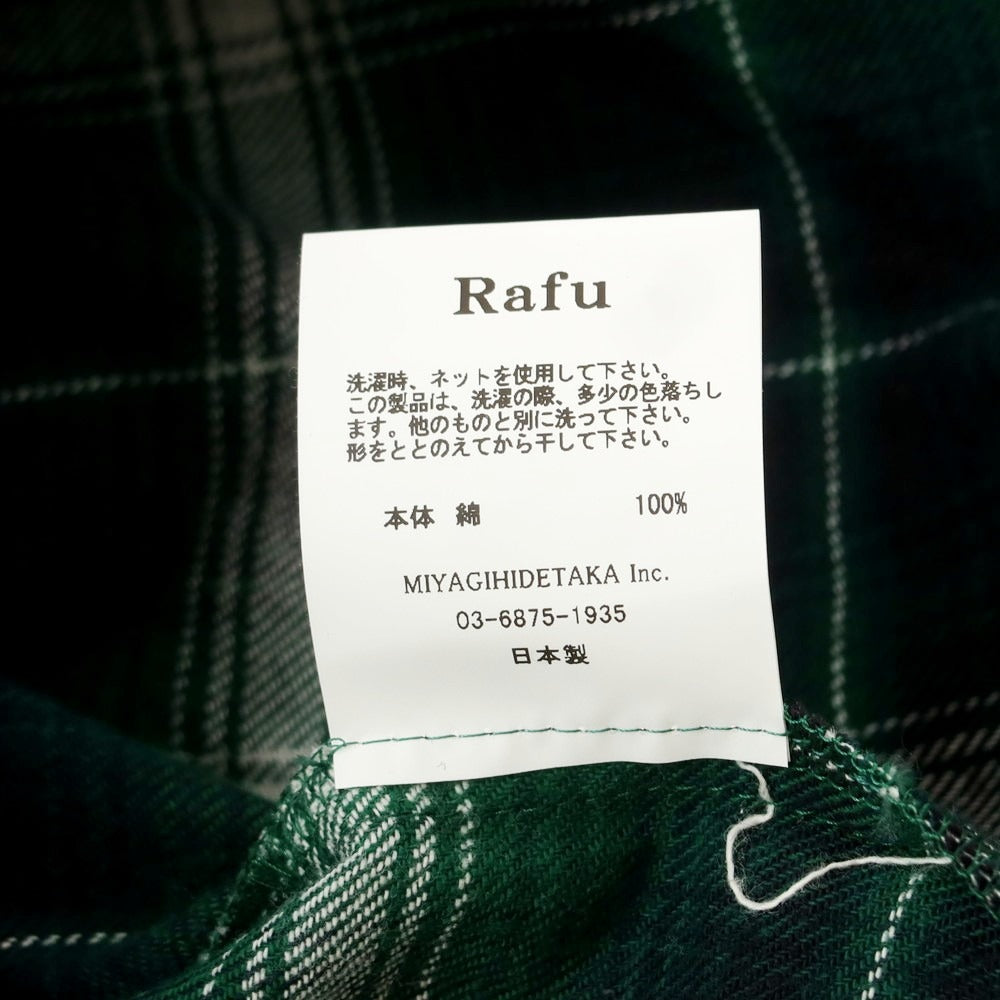 Rafu
洗濯時、ネットを使用して下さい。
この製品は、洗濯の際、多少の色落ちし
ます。他のものと別に洗って下さい。
形をととのえてから干して下さい。
本体 綿 100%
MIYAGIHIDETAKA Inc.
03-6875-1935
日本製